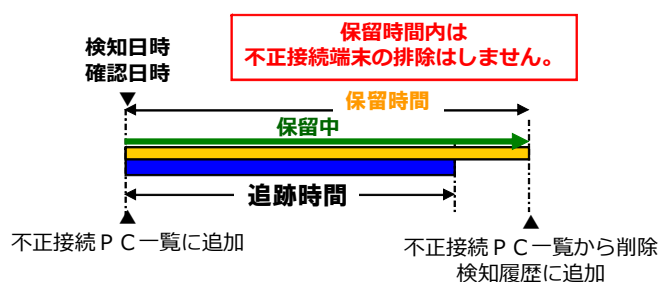 保留時間内は
不正接続端末の排除はしません。
検知日時
確認日時
保留時間
保留中
追跡時間
不正接続ＰＣ一覧に追加
不正接続ＰＣ一覧から削除
検知履歴に追加